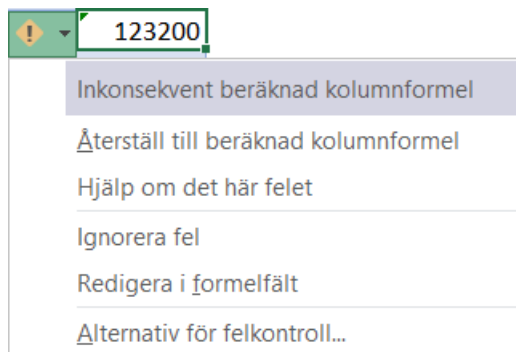 123200
Inkonsekvent beräknad kolumnformel
Återställ till beräknad kolumnformel
Hjälp om det här felet
Ignorera fel
Redigera i formelfält
Alternativ för felkontroll...